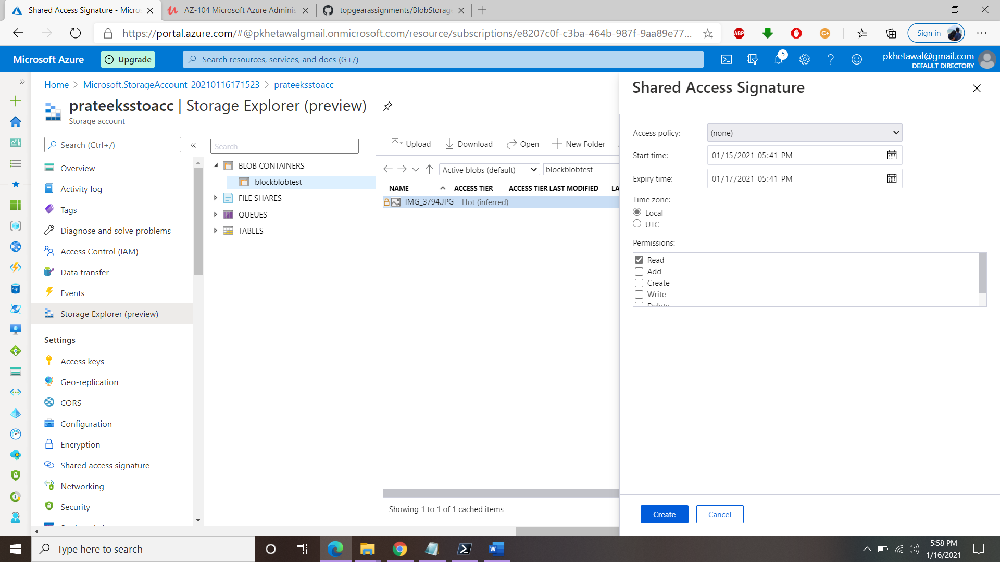 Shared Access Signature - Micro
AZ-104 Microsoft Azure Adminis
topgearassignments/BlobStorag
https://portal.azure.com/#@pkhetawalgmail.onmicrosoft.com/resource/subscriptions/e8207c0f-c3ba-464b-987f-9aa89e77...
ABP
C+
Sign in
Microsoft Azure
Upgrade
Search resources, services, and docs (G+/)
5
pkhetawal@gmail.com
DEFAULT DIRECTORY
Home > Microsoft.StorageAccount-20210116171523 > prateeksstoacc
prateeksstoacc | Storage Explorer (preview)
Storage account
Search (Ctrl+/)
Overview
Activity log
Tags
Diagnose and solve problems
Access Control (IAM)
Data transfer
Events
Storage Explorer (preview)
Settings
Access keys
Geo-replication
CORS
Configuration
Encryption
Shared access signature
Networking
Security
SQL
Search
BLOB CONTAINERS
blockblobtest
FILE SHARES
QUEUES
TABLES
Upload
Download
Open
New Folder
Active blobs (default)
blockblobtest
NAME ACCESS TIER ACCESS TIER LAST MODIFIED LA
IMG_3794.JPG Hot (inferred)
Showing 1 to 1 of 1 cached items
Shared Access Signature
Access policy: (none)
Start time: 01/15/2021 05:41 PM
Expiry time: 01/17/2021 05:41 PM
Time zone:
Local
UTC
Permissions:
Read
Add
Create
Write
Delete
Create
Cancel
Type here to search
5:58 PM
1/16/2021